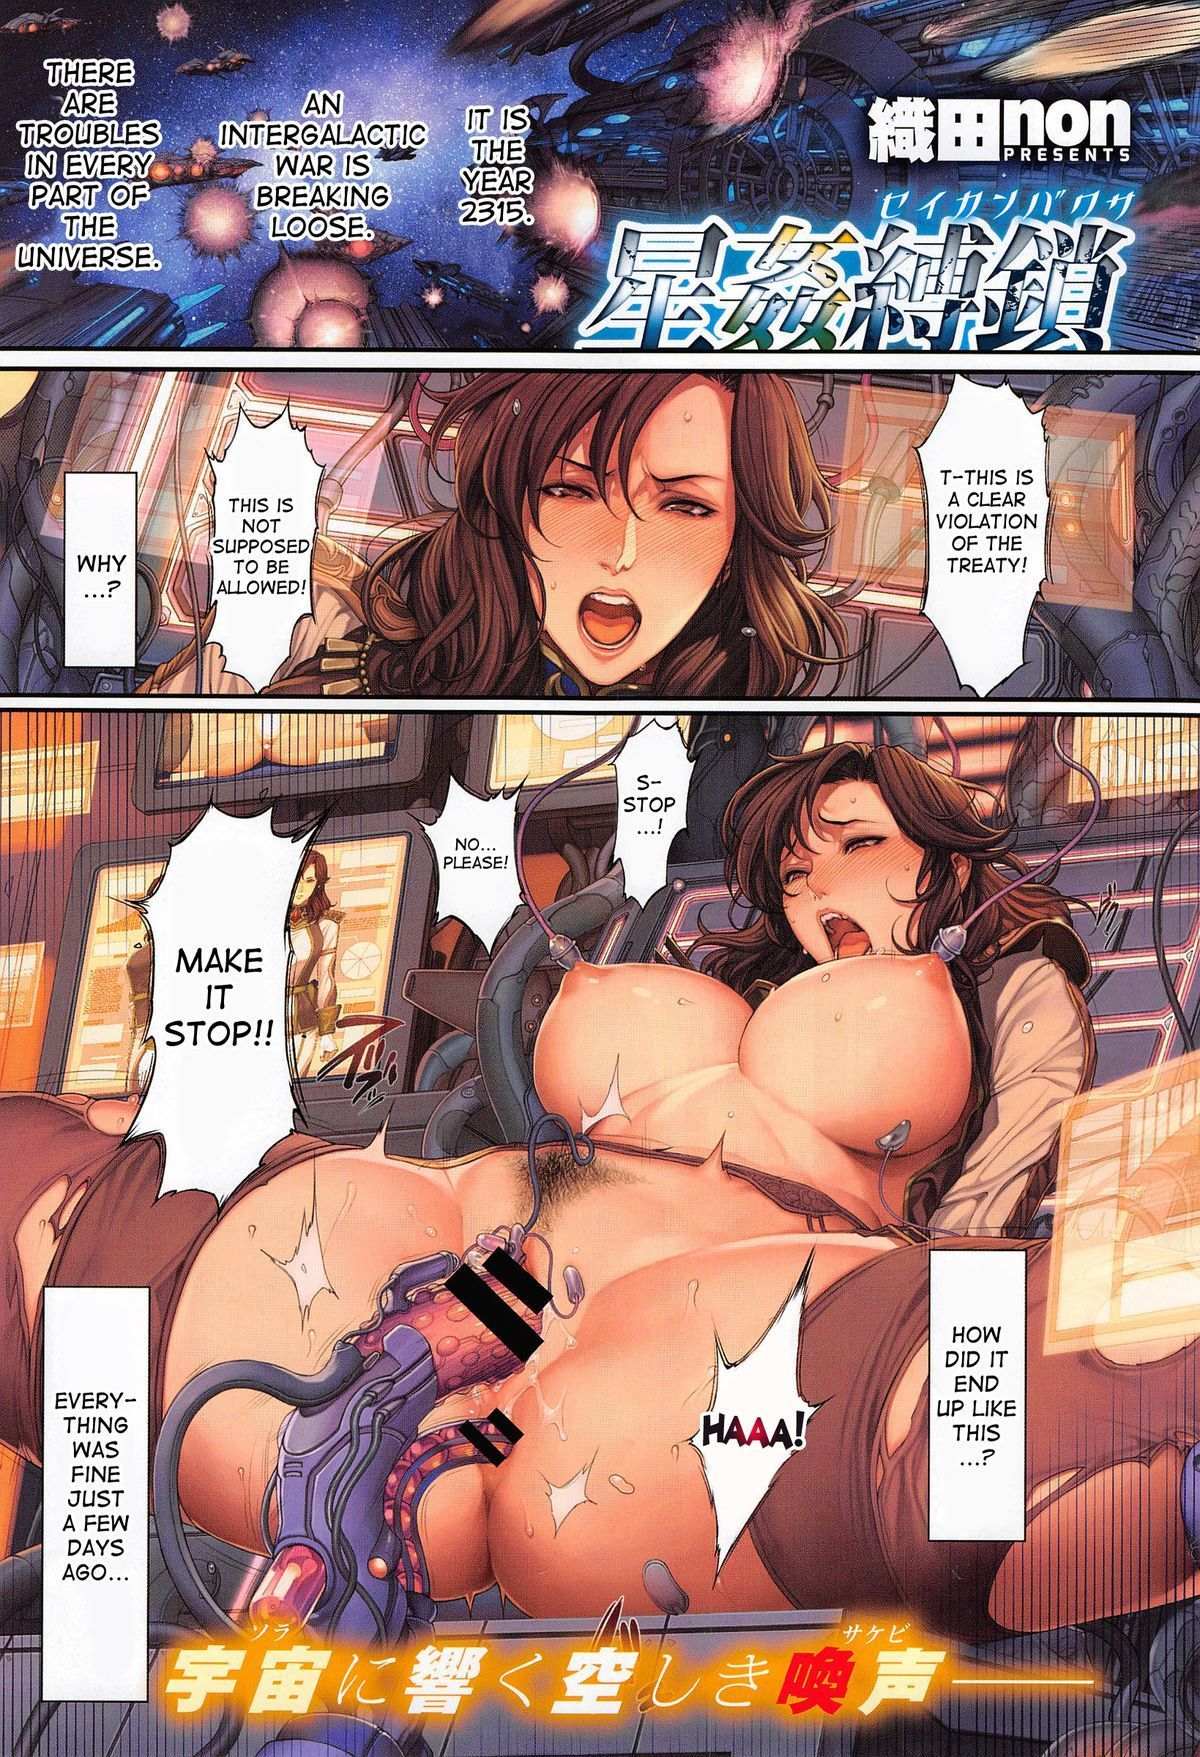 織田non
PRESENTS
セイカンバクサ
星姦縛鎖
IT IS
THE
YEAR
2315.
AN
INTERGALACTIC
WAR IS
BREAKING
LOOSE.
THERE
ARE
TROUBLES
IN EVERY
PART OF
THE
UNIVERSE.
T-THIS IS
A CLEAR
VIOLATION
OF THE
TREATY!
THIS IS
NOT
SUPPOSED
TO BE
ALLOWED!
WHY
...?
S-
STOP
...!
NO...
PLEASE!
MAKE
IT
STOP!!
HAAA!
HOW
DID IT
END
UP LIKE
THIS
...?
EVERY-
THING
WAS
FINE
JUST
A FEW
DAYS
AGO...
ソラ
サケビ
宇宙に響く空しき喚声――